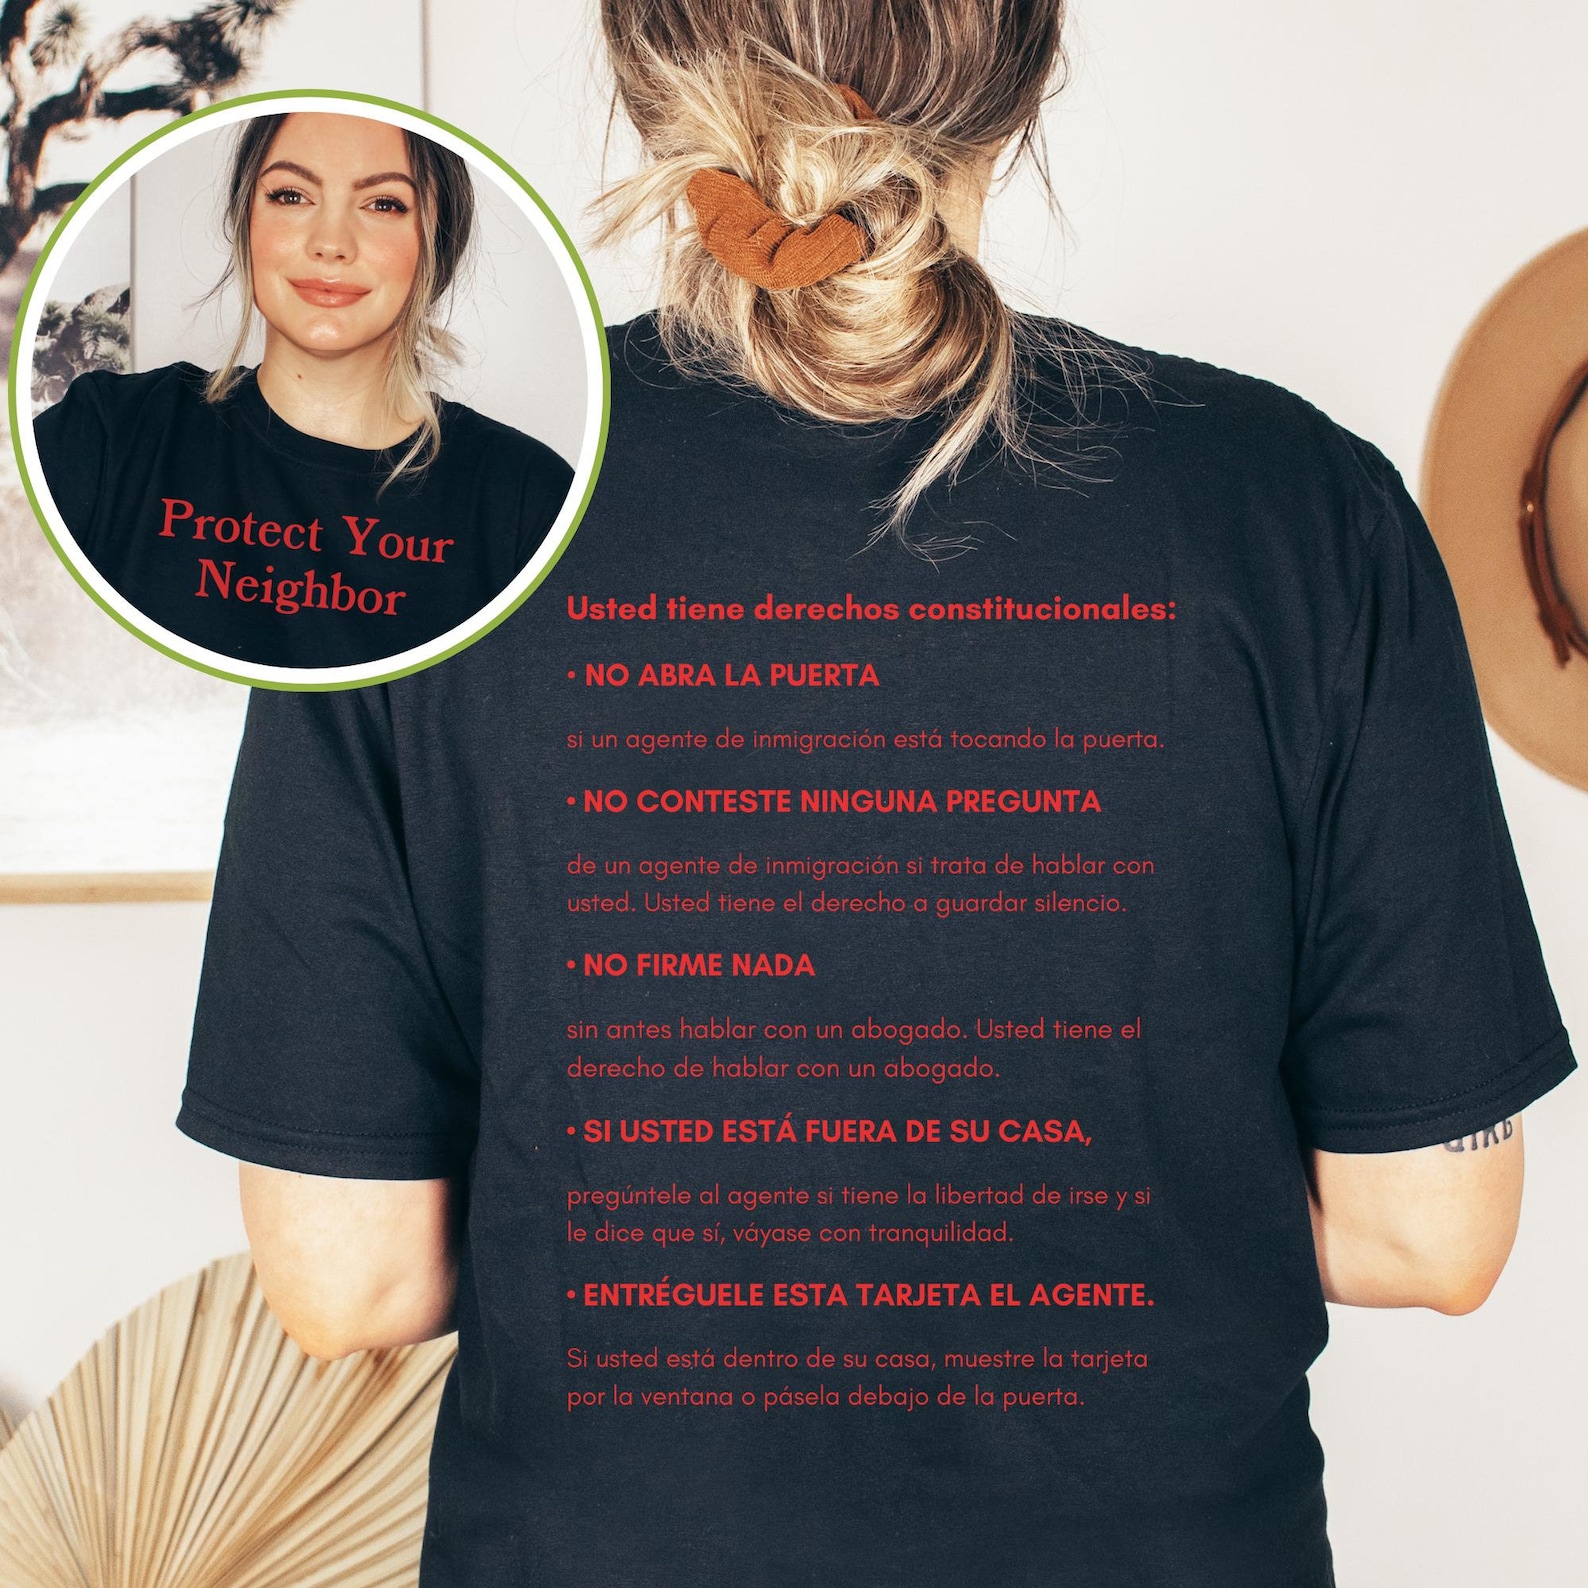 Protect Your
Neighbor
Usted tiene derechos constitucionales:
• NO ABRA LA PUERTA
si un agente de inmigración está tocando la puerta.
• NO CONTESTE NINGUNA PREGUNTA
de un agente de inmigración si trata de hablar con
usted. Usted tiene el derecho a guardar silencio.
• NO FIRME NADA
sin antes hablar con un abogado. Usted tiene el
derecho de hablar con un abogado.
• SI USTED ESTÁ FUERA DE SU CASA,
pregúntele al agente si tiene la libertad de irse y si
le dice que sí, váyase con tranquilidad.
• ENTRÉGUELE ESTA TARJETA EL AGENTE.
Si usted está dentro de su casa, muestre la tarjeta
por la ventana o pásela debajo de la puerta.